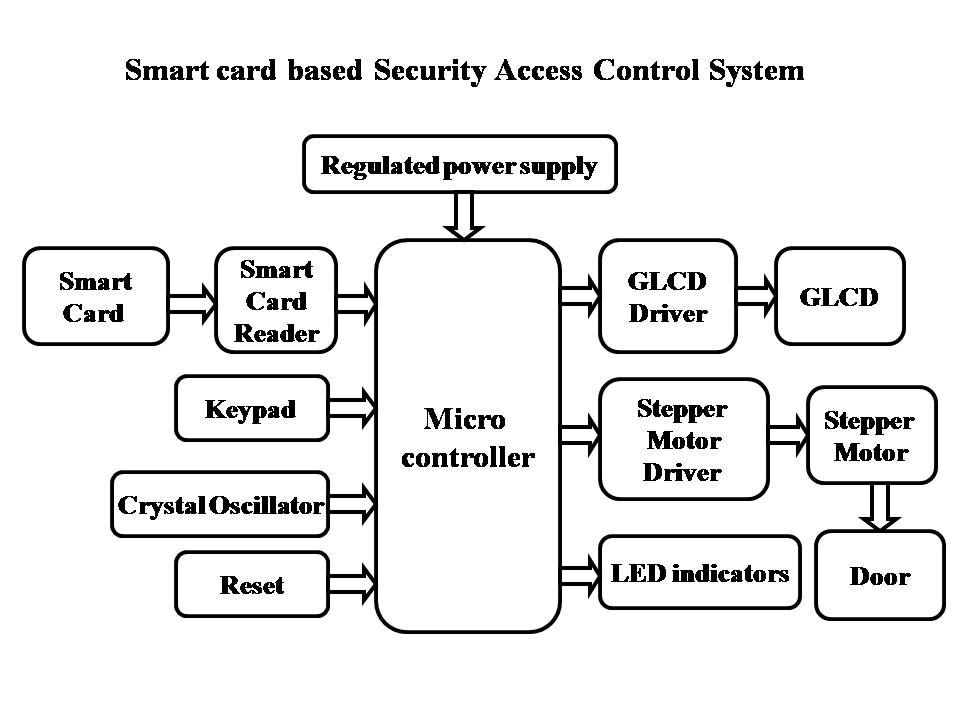 Smart card based Security Access Control System
Regulated power supply
Smart
Card
Smart
Card
Reader
GLCD
Driver
GLCD
Keypad
Micro
controller
Stepper
Motor
Driver
Stepper
Motor
Crystal Oscillator
Reset
LED indicators
Door